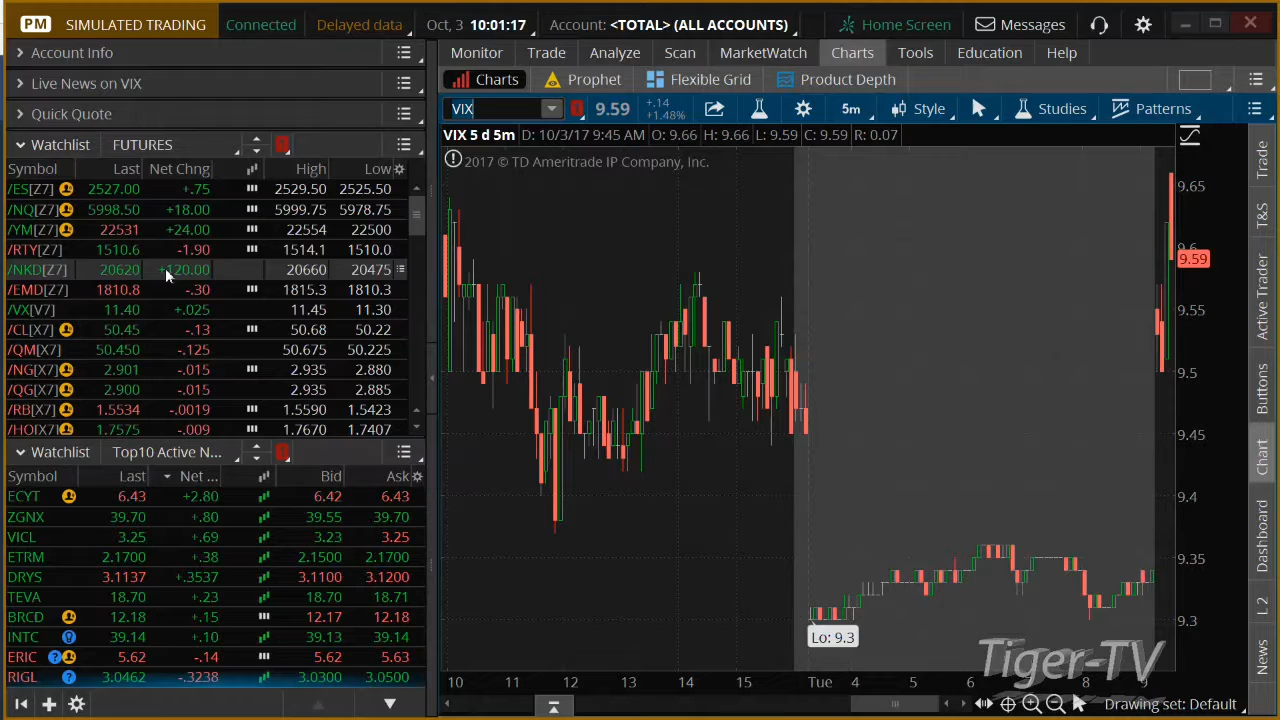 PM SIMULATED TRADING Connected Delayed data Oct, 3 10:01:17 Account: <TOTAL> (ALL ACCOUNTS) Home Screen Messages
Account Info
Live News on VIX
Quick Quote
Watchlist FUTURES
Symbol Last Net Chng High Low
/ES[Z7] 2527.00 +.75 2529.50 2525.50
/NQ[Z7] 5998.50 +18.00 5999.75 5978.75
/YM[Z7] 22531 +24.00 22554 22500
/RTY[Z7] 1510.6 -1.90 1514.1 1510.0
/NKD[Z7] 20620 +120.00 20660 20475
/EMD[Z7] 1810.8 -.30 1815.3 1810.3
/VX[V7] 11.40 +.025 11.45 11.30
/CL[X7] 50.45 -.13 50.68 50.22
/QM[X7] 50.450 -.125 50.675 50.225
/NG[X7] 2.901 -.015 2.935 2.880
/QG[X7] 2.900 -.015 2.935 2.885
/RB[X7] 1.5534 -.0019 1.5590 1.5423
/HO[X7] 1.7575 -.009 1.7670 1.7407
Watchlist Top10 Active N...
Symbol Last Net ... Bid Ask
ECYT 6.43 +2.80 6.42 6.43
ZGNX 39.70 +.80 39.55 39.70
VICL 3.25 +.69 3.23 3.25
ETRM 2.1700 +.38 2.1500 2.1700
DRYS 3.1137 +.3537 3.1100 3.1200
TEVA 18.70 +.23 18.70 18.71
BRCD 12.18 +.15 12.17 12.18
INTC 39.14 +.10 39.13 39.14
ERIC 5.62 -.14 5.62 5.63
RIGL 3.0462 -.3238 3.0300 3.0500
Monitor Trade Analyze Scan MarketWatch Charts Tools Education Help
Charts Prophet Flexible Grid Product Depth
VIX 1 9.59 +.14 +1.48% 5m Style Studies Patterns
VIX 5 d 5m D: 10/3/17 9:45 AM O: 9.66 H: 9.66 L: 9.59 C: 9.59 R: 0.07
2017 © TD Ameritrade IP Company, Inc.
9.65
9.6
9.59
9.55
9.5
9.45
9.4
9.35
9.3
Lo: 9.3
Tiger-TV
10 11 12 13 14 15 Tue 4 5 6 8 9
Drawing set: Default
Trade
T&S
Active Trader
Buttons
Chart
Dashboard
L 2
News